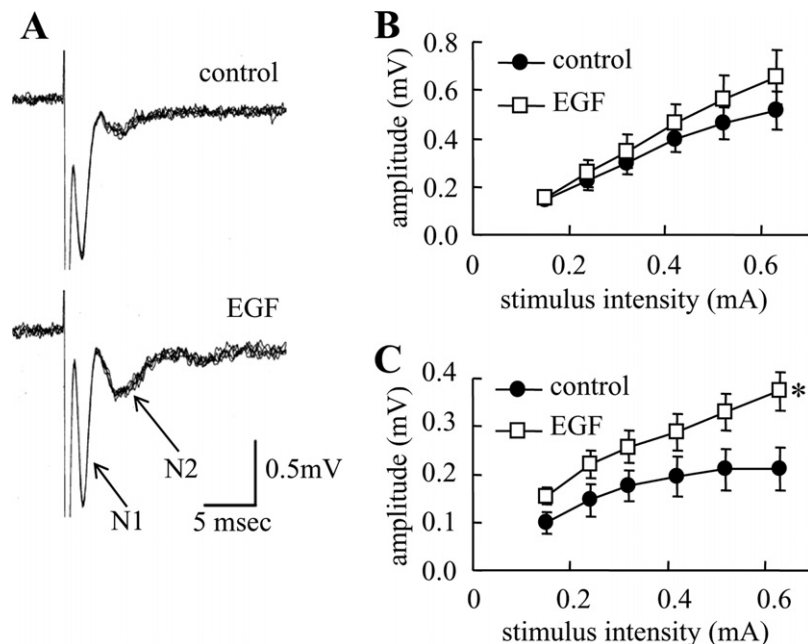 A
control
EGF
N2
N1
0.5mV
5 msec
B
amplitude (mV)
0.8
0.6
0.4
0.2
0.0
control
EGF
0 0.2 0.4 0.6
stimulus intensity (mA)
C
amplitude (mV)
0.4
0.3
0.2
0.1
0.0
control
EGF
*
0 0.2 0.4 0.6
stimulus intensity (mA)